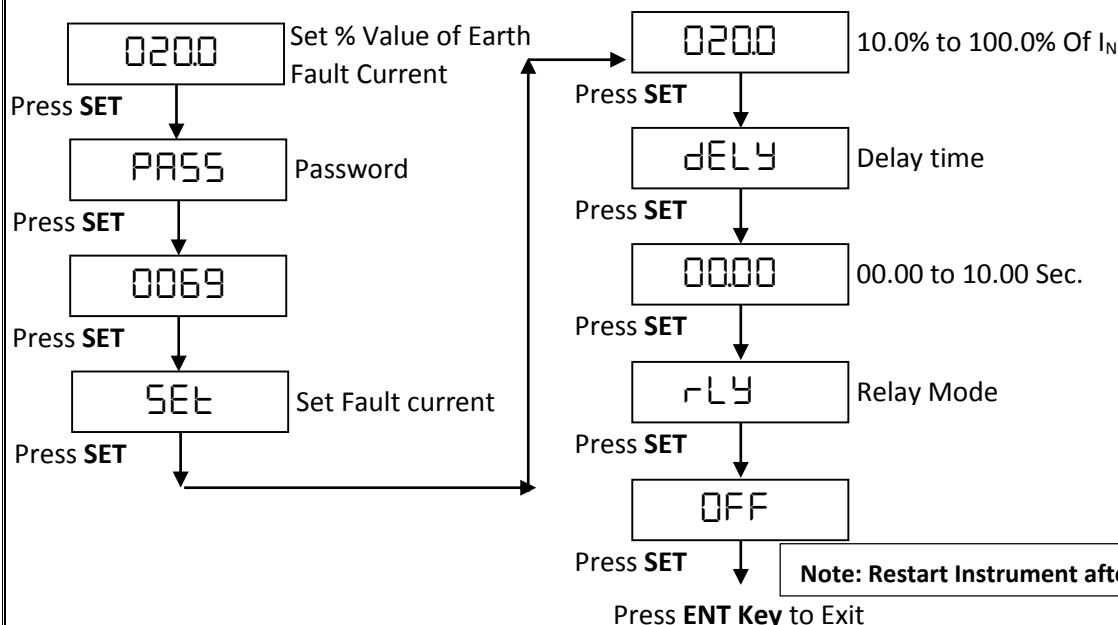 020.0
Set % Value of Earth
Fault Current
Press SET
PASS
Password
Press SET
0069
Press SET
SEt
Set Fault current
Press SET
020.0
10.0% to 100.0% Of IN
Press SET
dELY
Delay time
Press SET
00.00
00.00 to 10.00 Sec.
Press SET
rLY
Relay Mode
Press SET
OFF
Press SET
Note: Restart Instrument afte
Press ENT Key to Exit